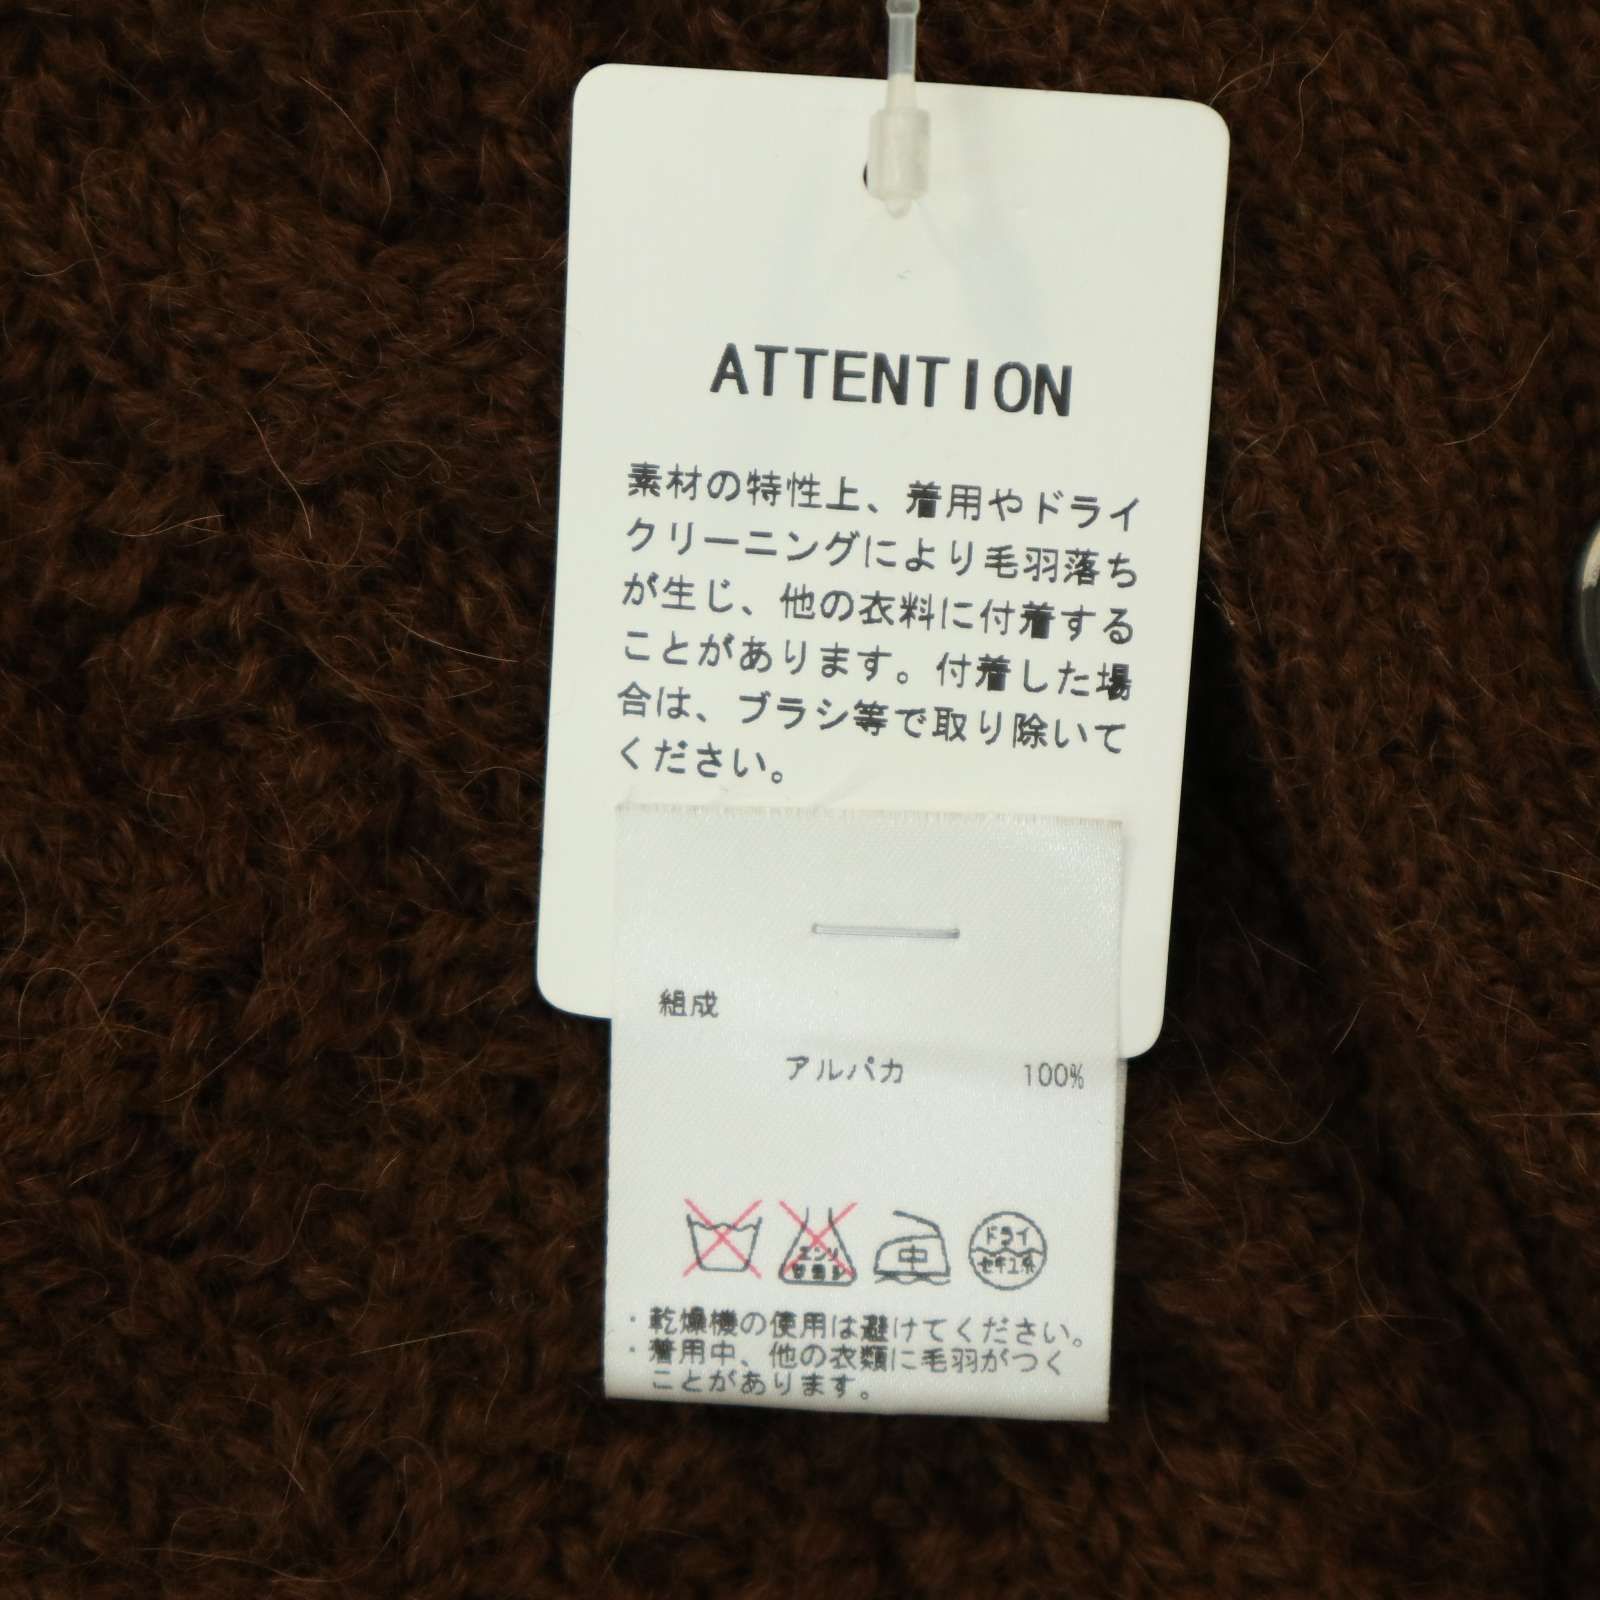 ATTENTION
素材の特性上、着用やドライ
クリーニングにより毛羽落ち
が生じ、他の衣料に付着する
ことがあります。付着した場
合は、ブラシ等で取り除いて
ください。
組成
アルパカ 100%
エンソ 中 ドライ
サラシ セキユ系
・乾燥機の使用は避けてください。
・着用中、他の衣類に毛羽がつく
ことがあります。